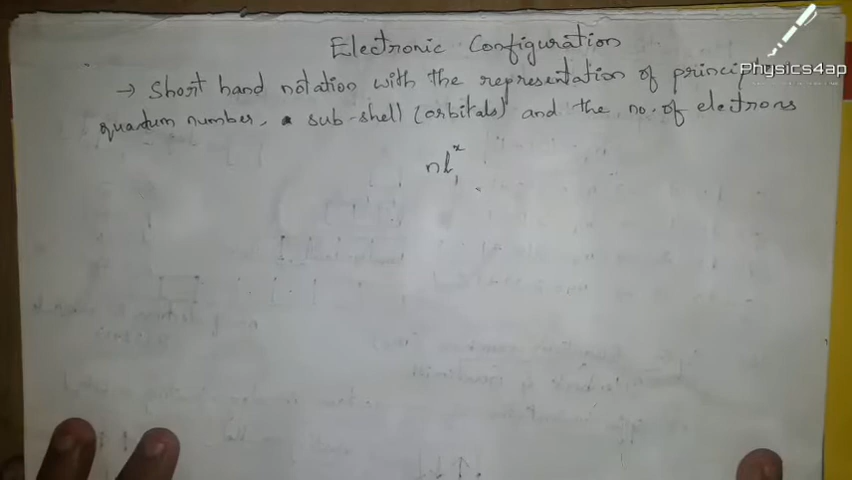 Electronic Configuration
→ Short hand notation with the representation of
Physics4ap
quantum number, sub-shell (orbitals) and the no. of electrons
nl^x